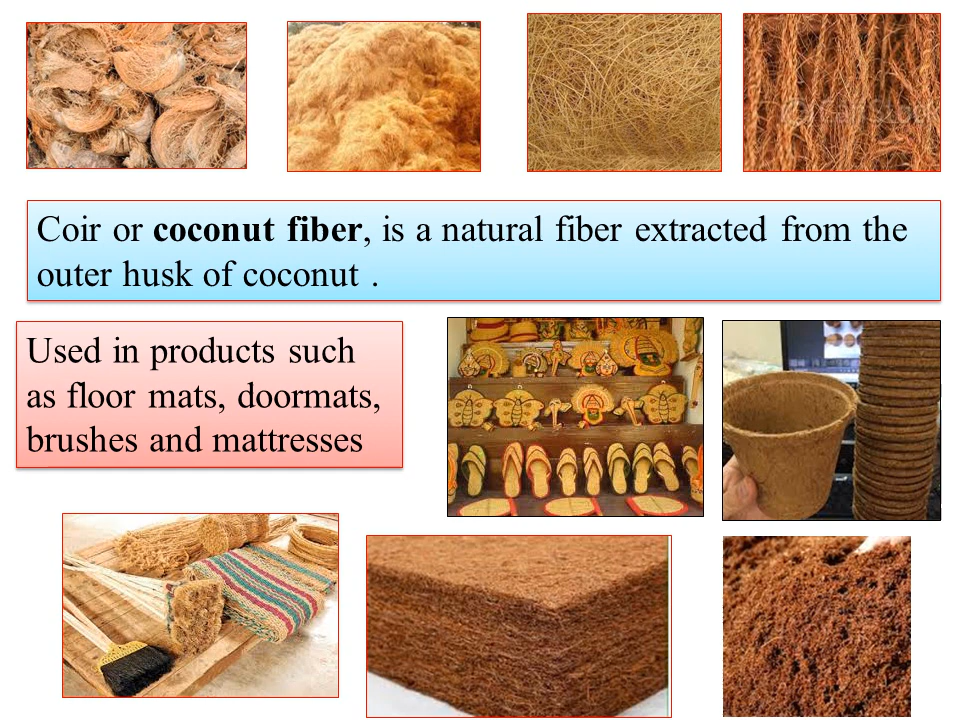 Coir or coconut fiber, is a natural fiber extracted from the
outer husk of coconut .
Used in products such
as floor mats, doormats,
brushes and mattresses